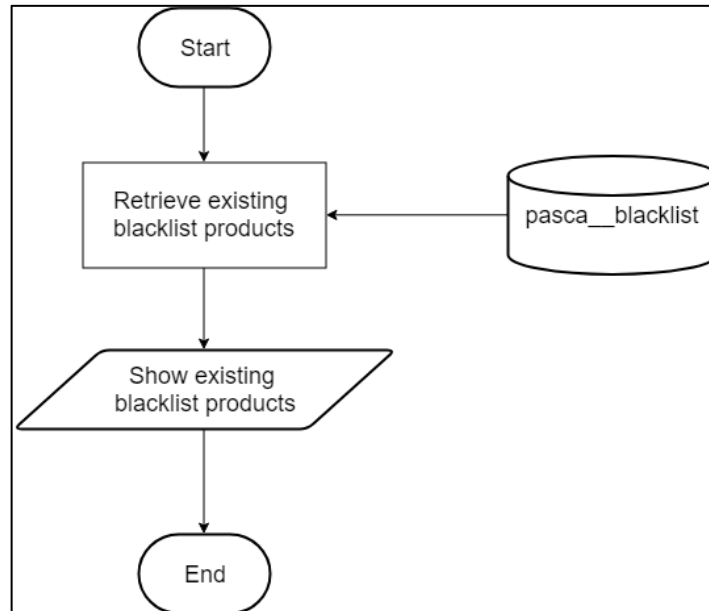 Start
Retrieve existing
blacklist products
pasca__blacklist
Show existing
blacklist products
End